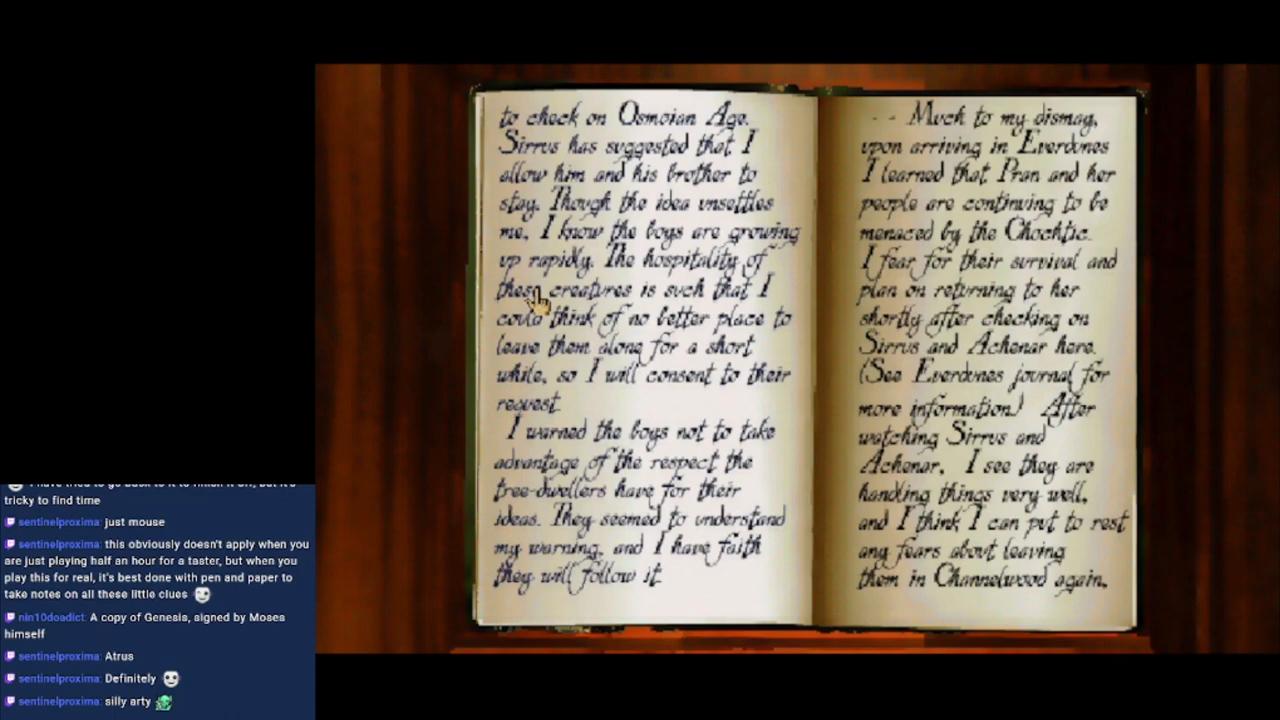 to check on Osmoian Age.
Sirrus has suggested that I
allow him and his brother to
stay. Though the idea unsettles
me, I know the boys are growing
up rapidly. The hospitality of
these creatures is such that I
could think of no better place to
leave them alone for a short
while, so I will consent to their
request.
I warned the boys not to take
advantage of the respect the
tree-dwellers have for their
ideas. They seemed to understand
my warning, and I have faith
they will follow it
-- Much to my dismay,
upon arriving in Everdunes
I learned that Pran and her
people are continuing to be
menaced by the Chochtic.
I fear for their survival and
plan on returning to her
shortly after checking on
Sirrus and Achenar here.
(See Everdunes journal for
more information) After
watching Sirrus and
Achenar, I see they are
handling things very well,
and I think I can put to rest
any fears about leaving
them in Channelwood again,
tricky to find time
sentinelproxima: just mouse
sentinelproxima: this obviously doesn't apply when you
are just playing half an hour for a taster, but when you
play this for real, it's best done with pen and paper to
take notes on all these little clues
nin10doadict: A copy of Genesis, signed by Moses
himself
sentinelproxima: Atrus
sentinelproxima: Definitely
sentinelproxima: silly arty